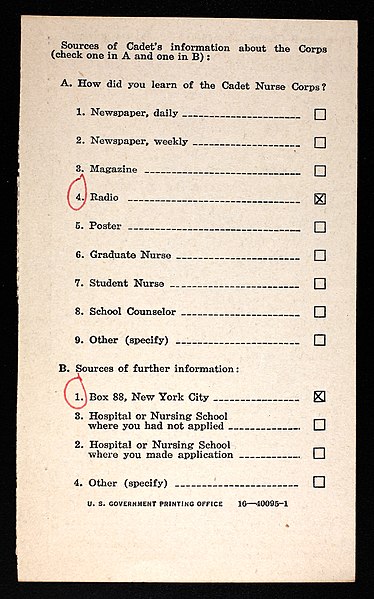 Sources of Cadet's information about the Corps
(check one in A and one in B):
A. How did you learn of the Cadet Nurse Corps?
1. Newspaper, daily ☐
2. Newspaper, weekly ☐
3. Magazine ☐
4. Radio ☒
5. Poster ☐
6. Graduate Nurse ☐
7. Student Nurse ☐
8. School Counselor ☐
9. Other (specify) ☐
B. Sources of further information:
1. Box 88, New York City ☒
3. Hospital or Nursing School
where you had not applied ☐
2. Hospital or Nursing School
where you made application ☐
4. Other (specify) ☐
U. S. GOVERNMENT PRINTING OFFICE 16—40095-1